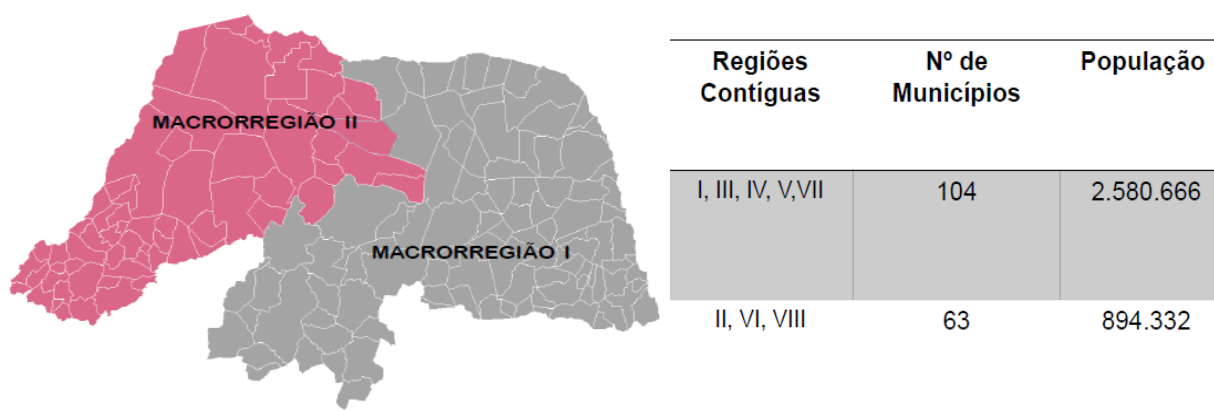 MACRORREGIÃO II
MACRORREGIÃO I
Regiões Contíguas
Nº de Municípios
População
I, III, IV, V,VII
104
2.580.666
II, VI, VIII
63
894.332